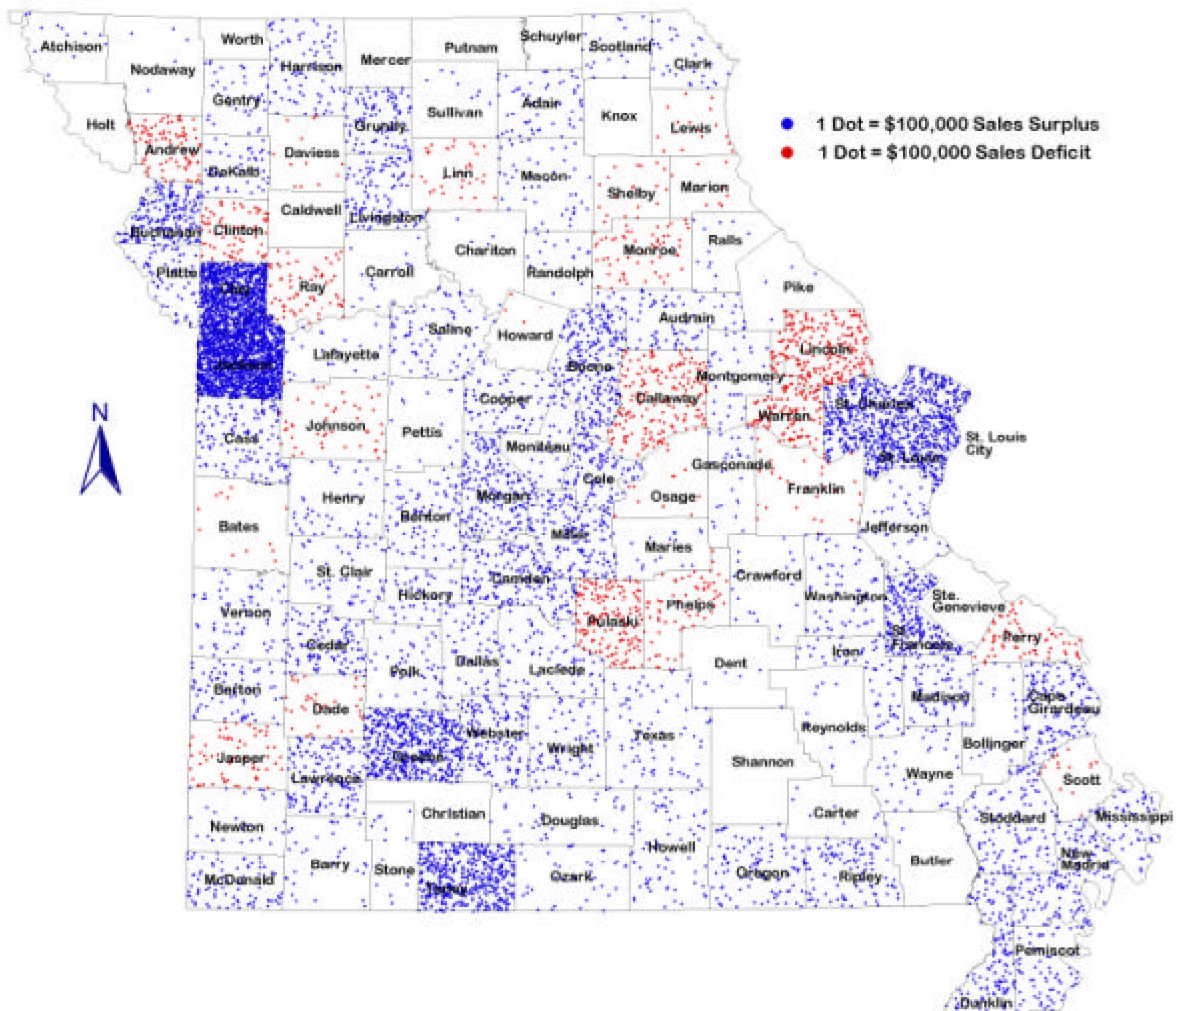 Worth
Schuyler
Atchison
Nodaway
Harrison
Mercer
Putnam
Scotland
Clark
Gentry
Holt
Grundy
Sullivan
Adair
Knox
Lewis
1 Dot = $100,000 Sales Surplus
1 Dot = $100,000 Sales Deficit
Andrew
DeKalb
Daviess
Linn
Macon
Shelby
Marion
Buchanan
Clinton
Caldwell
Livingston
Chariton
Monroe
Ralls
Platte
Clay
Ray
Carroll
Randolph
Pike
Jackson
Lafayette
Saline
Howard
Audrain
Lincoln
Boone
Montgomery
N
Cass
Johnson
Pettis
Cooper
Callaway
Warren
St. Charles
Moniteau
St. Louis
City
St. Louis
Cole
Gasconade
Franklin
Bates
Henry
Benton
Morgan
Osage
Jefferson
Miller
Maries
St. Clair
Hickory
Camden
Crawford
Washington
Ste.
Genevieve
Vernon
Pulaski
Phelps
St.
Francois
Perry
Cedar
Polk
Dallas
Laclede
Dent
Iron
Barton
Dade
Madison
Cape
Girardeau
Webster
Wright
Texas
Reynolds
Bollinger
Jasper
Lawrence
Greene
Shannon
Wayne
Scott
Newton
Christian
Douglas
Carter
Stoddard
Mississippi
Howell
McDonald
Barry
Stone
Taney
Ozark
Oregon
Ripley
Butler
New
Madrid
Pemiscot
Dunklin